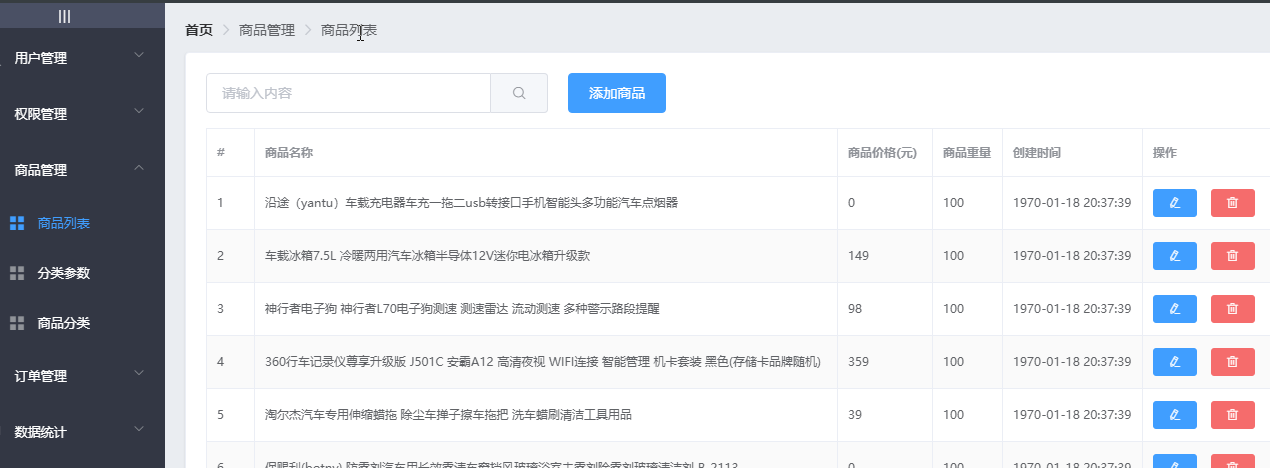 首页 > 商品管理 > 商品列表
用户管理
权限管理
商品管理
商品列表
分类参数
商品分类
订单管理
数据统计
请输入内容 添加商品
# 商品名称 商品价格(元) 商品重量 创建时间 操作
1 沿途（yantu）车载充电器车充一拖二usb转接口手机智能头多功能汽车点烟器 0 100 1970-01-18 20:37:39
2 车载冰箱7.5L 冷暖两用汽车冰箱半导体12V迷你电冰箱升级款 149 100 1970-01-18 20:37:39
3 神行者电子狗 神行者L70电子狗测速 测速雷达 流动测速 多种警示路段提醒 98 100 1970-01-18 20:37:39
4 360行车记录仪尊享升级版 J501C 安霸A12 高清夜视 WIFI连接 智能管理 机卡套装 黑色(存储卡品牌随机) 359 100 1970-01-18 20:37:39
5 淘尔杰汽车专用伸缩蜡拖 除尘车掸子擦车拖把 洗车蜡刷清洁工具用品 39 100 1970-01-18 20:37:39
6 0 100 1970-01-18 20:37:39